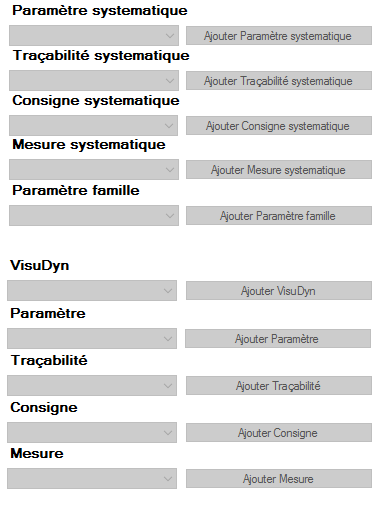 Paramètre systematique
Ajouter Paramètre systematique
Traçabilité systematique
Ajouter Traçabilité systematique
Consigne systematique
Ajouter Consigne systematique
Mesure systematique
Ajouter Mesure systematique
Paramètre famille
Ajouter Paramètre famille
VisuDyn
Ajouter VisuDyn
Paramètre
Ajouter Paramètre
Traçabilité
Ajouter Traçabilité
Consigne
Ajouter Consigne
Mesure
Ajouter Mesure